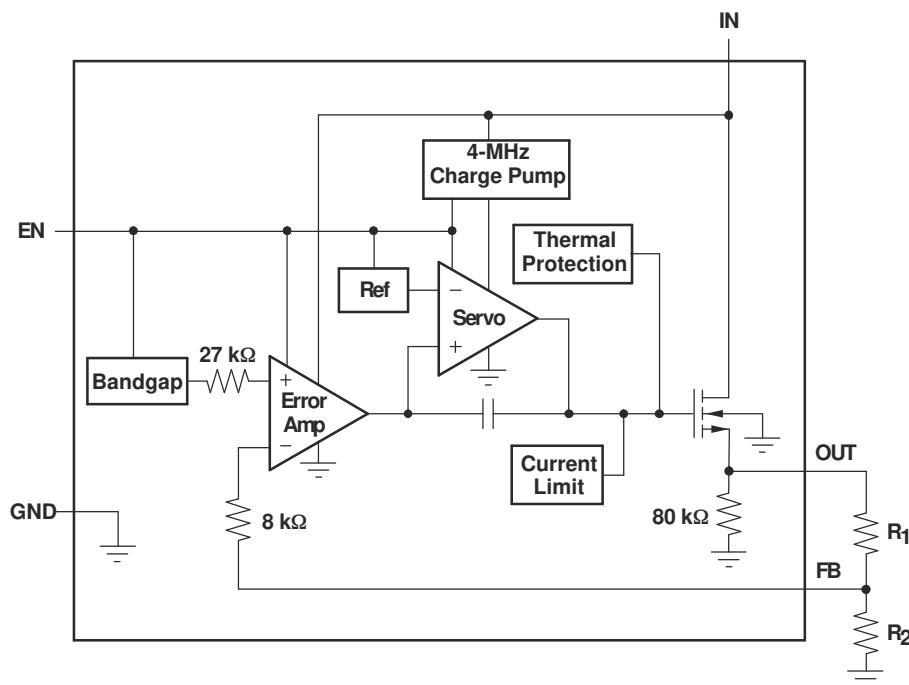 IN
4-MHz
Charge Pump
EN
Thermal
Protection
Ref
−
Servo
+
27 kΩ
Bandgap
+
Error
Amp
−
Current
Limit
OUT
GND
8 kΩ
80 kΩ
R1
FB
R2